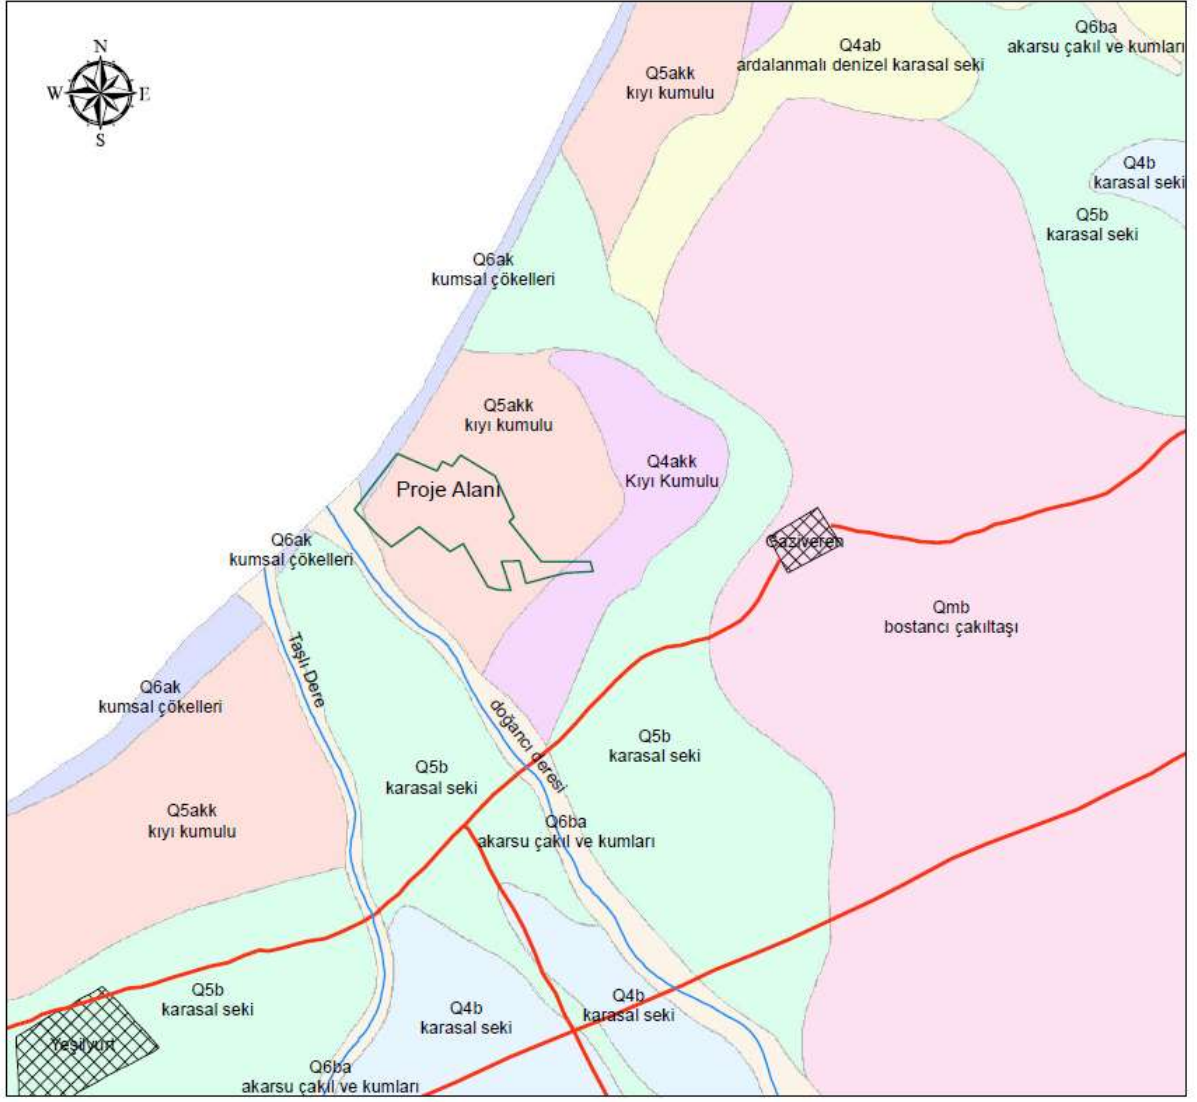 N
W
E
S
Q6ba
akarsu çakıl ve kumları
Q4ab
ardalanmalı denizel karasal seki
Q5akk
kıyı kumulu
Q4b
karasal seki
Q5b
karasal seki
Q6ak
kumsal çökelleri
Q5akk
kıyı kumulu
Q4akk
Kıyı Kumulu
Proje Alanı
Q6ak
kumsal çökelleri
Gaziveren
Qmb
bostancı çakıltaşı
Taşlı Dere
Q6ak
kumsal çökelleri
doğancı deresi
Q5b
karasal seki
Q5b
karasal seki
Q5akk
kıyı kumulu
Q6ba
akarsu çakıl ve kumları
Q5b
karasal seki
Q4b
karasal seki
Q4b
karasal seki
Yeşilyurt
Q6ba
akarsu çakıl ve kumları